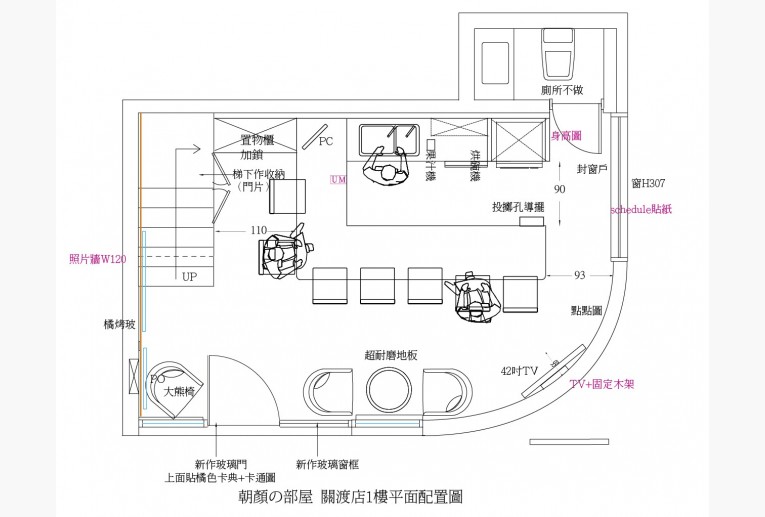 廁所不做
身高圖
置物櫃
加鎖
PC
果汁機
烘碗機
封窗戶
窗H307
梯下作收納
(門片)
UM
90
投擲孔導擺
schedule貼紙
110
照片牆W120
UP
93
點點圖
橘烤玻
超耐磨地板
42吋TV
TV+固定木架
PO
大熊椅
新作玻璃門
上面貼橘色卡典+卡通圖
新作玻璃窗框
朝顏の部屋 關渡店1樓平面配置圖